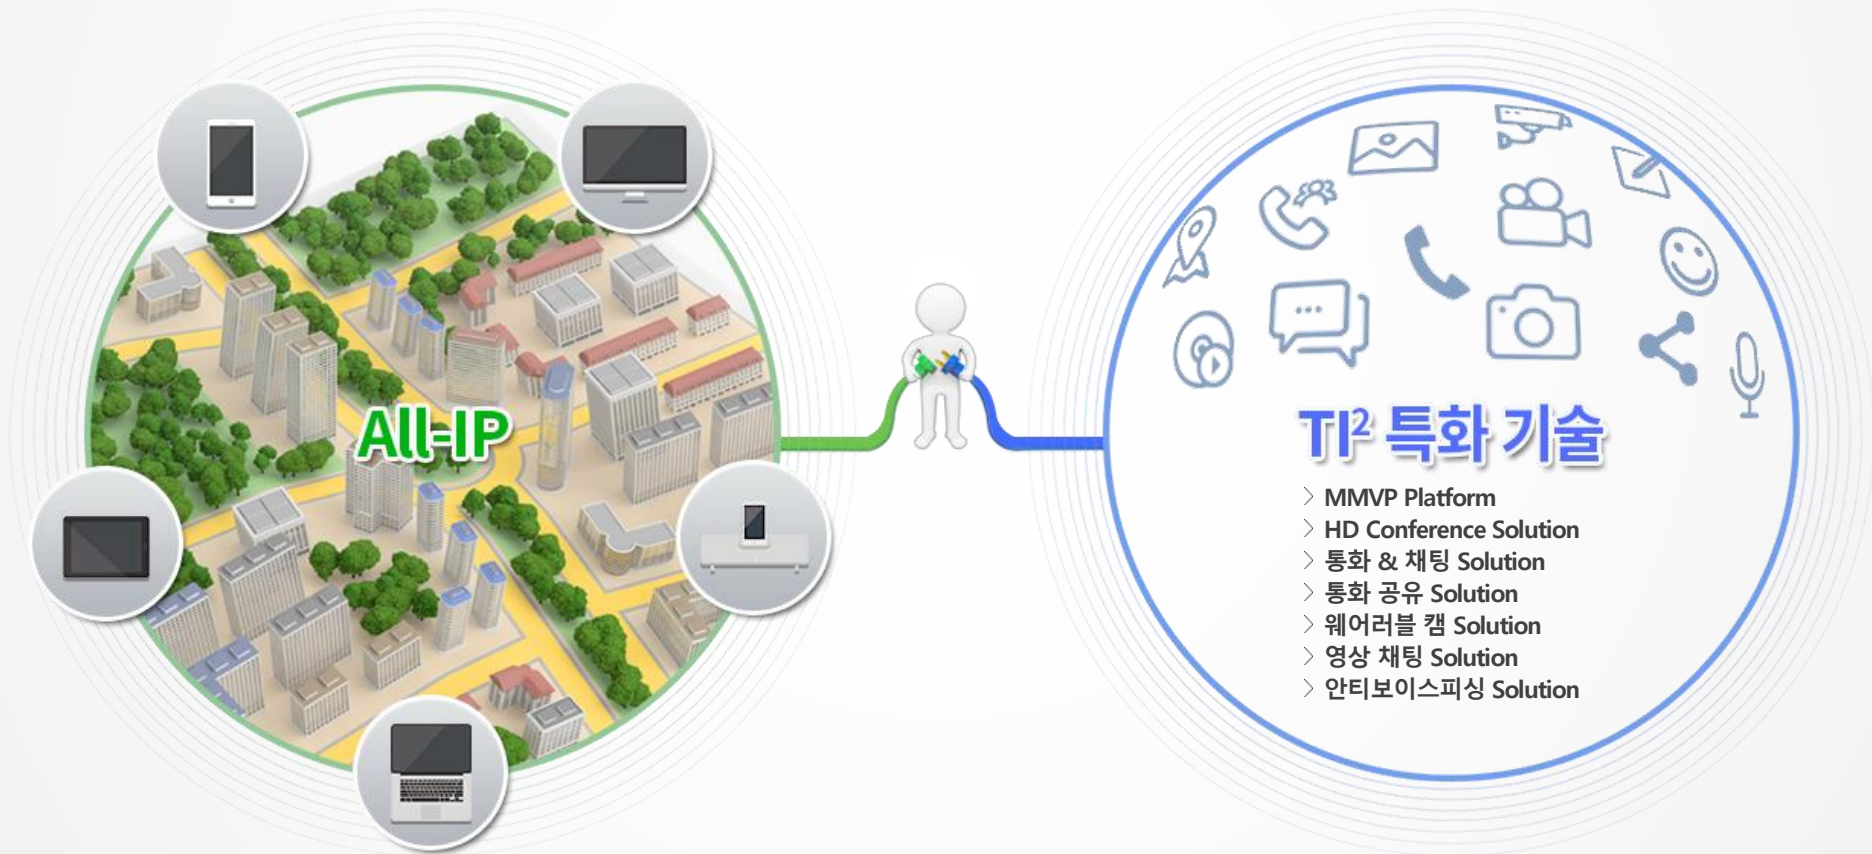 All-IP
TI² 특화 기술
> MMVP Platform
> HD Conference Solution
> 통화 & 채팅 Solution
> 통화 공유 Solution
> 웨어러블 캠 Solution
> 영상 채팅 Solution
> 안티보이스피싱 Solution